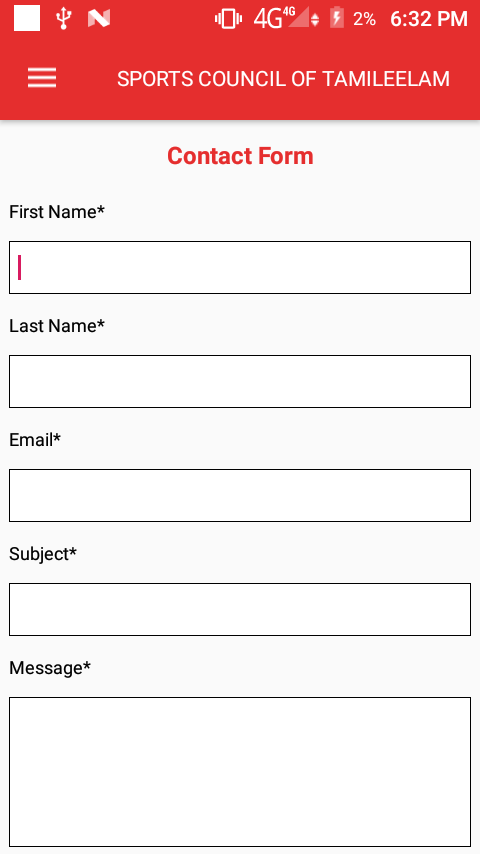 4G 4G 2% 6:32 PM
SPORTS COUNCIL OF TAMILEELAM
Contact Form
First Name*
Last Name*
Email*
Subject*
Message*